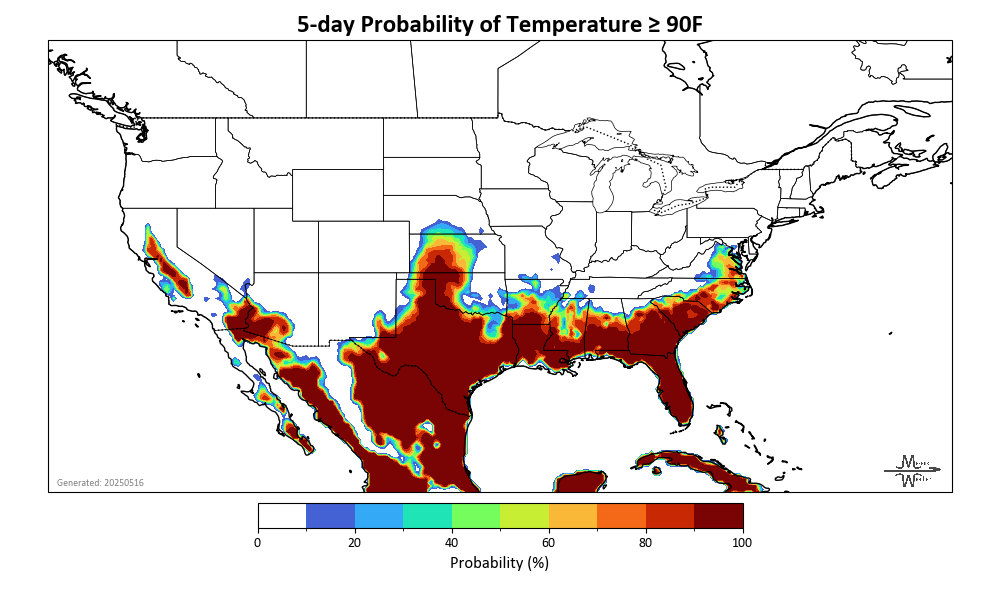 5-day Probability of Temperature ≥ 90F
Generated: 20250516
0 20 40 60 80 100
Probability (%)